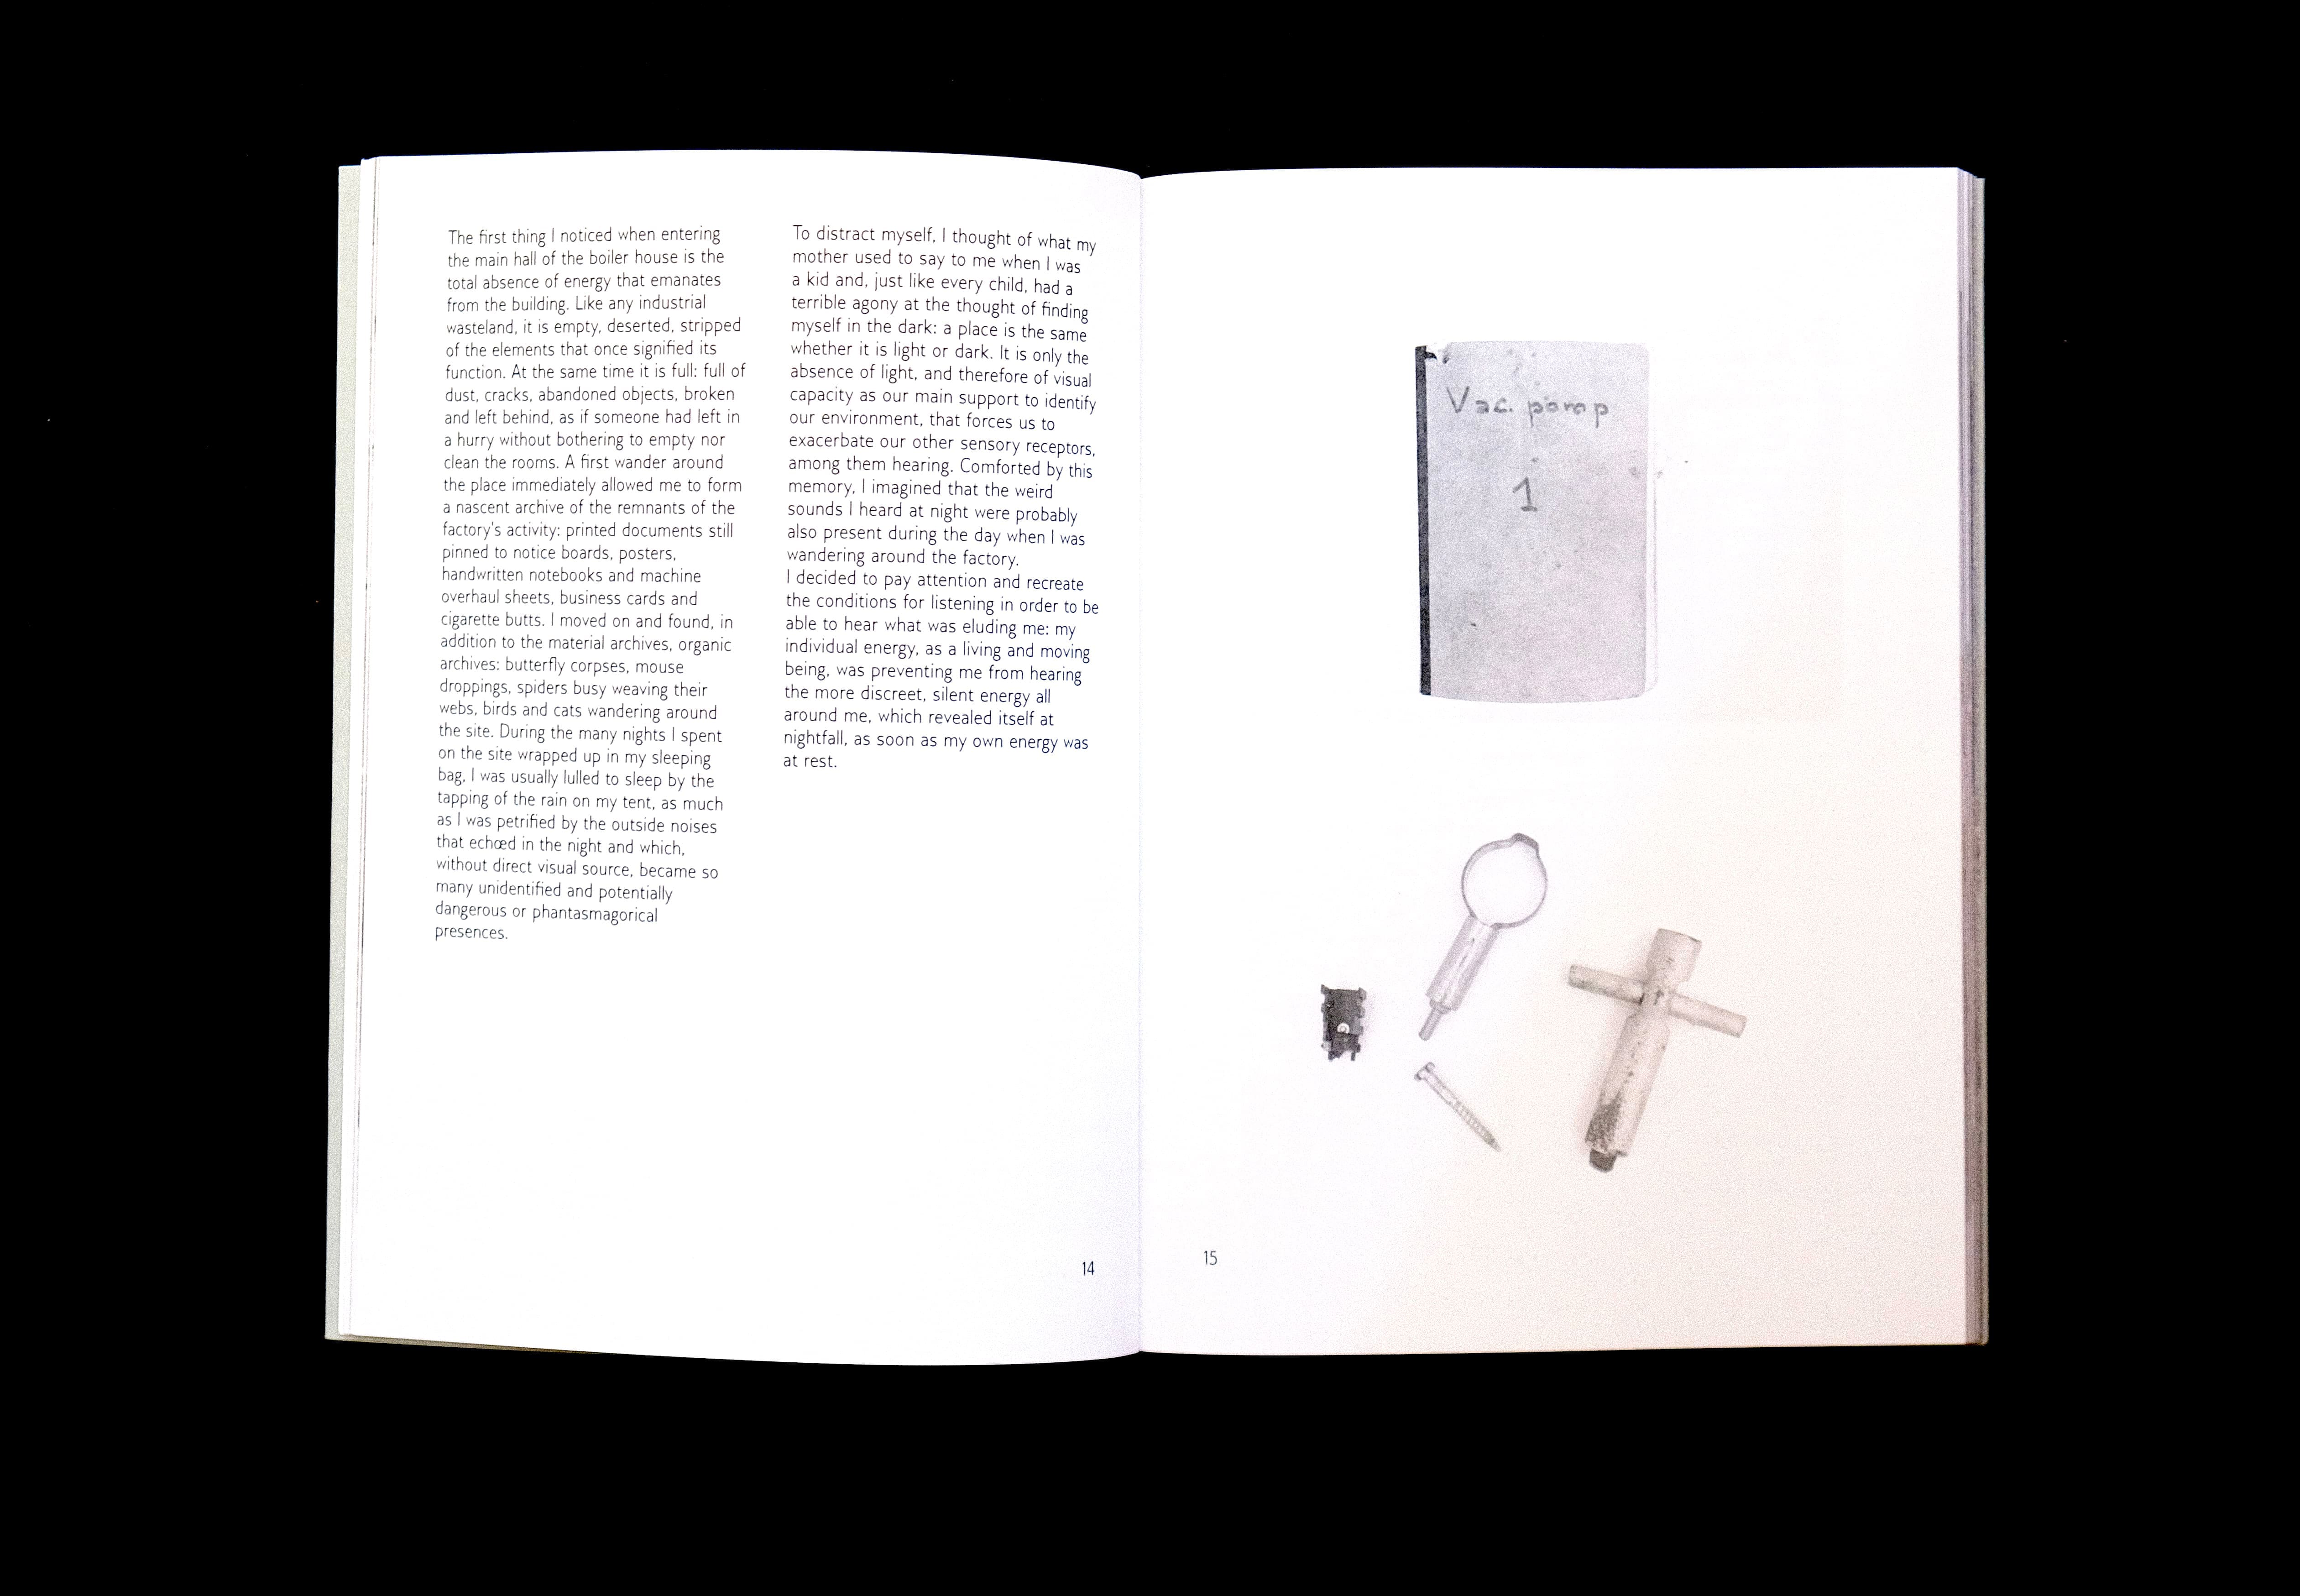 The first thing I noticed when entering
the main hall of the boiler house is the
total absence of energy that emanates
from the building. Like any industrial
wasteland, it is empty, deserted, stripped
of the elements that once signified its
function. At the same time it is full: full of
dust, cracks, abandoned objects, broken
and left behind, as if someone had left in
a hurry without bothering to empty nor
clean the rooms. A first wander around
the place immediately allowed me to form
a nascent archive of the remnants of the
factory's activity: printed documents still
pinned to notice boards, posters,
handwritten notebooks and machine
overhaul sheets, business cards and
cigarette butts. I moved on and found, in
addition to the material archives, organic
archives: butterfly corpses, mouse
droppings, spiders busy weaving their
webs, birds and cats wandering around
the site. During the many nights I spent
on the site wrapped up in my sleeping
bag, I was usually lulled to sleep by the
tapping of the rain on my tent, as much
as I was petrified by the outside noises
that echœd in the night and which,
without direct visual source, became so
many unidentified and potentially
dangerous or phantasmagorical
presences.
To distract myself, I thought of what my
mother used to say to me when I was
a kid and, just like every child, had a
terrible agony at the thought of finding
myself in the dark: a place is the same
whether it is light or dark. It is only the
absence of light, and therefore of visual
capacity as our main support to identify
our environment, that forces us to
exacerbate our other sensory receptors,
among them hearing. Comforted by this
memory, I imagined that the weird
sounds I heard at night were probably
also present during the day when I was
wandering around the factory.
I decided to pay attention and recreate
the conditions for listening in order to be
able to hear what was eluding me: my
individual energy, as a living and moving
being, was preventing me from hearing
the more discreet, silent energy all
around me, which revealed itself at
nightfall, as soon as my own energy was
at rest.
14
Vac. pomp
1
15